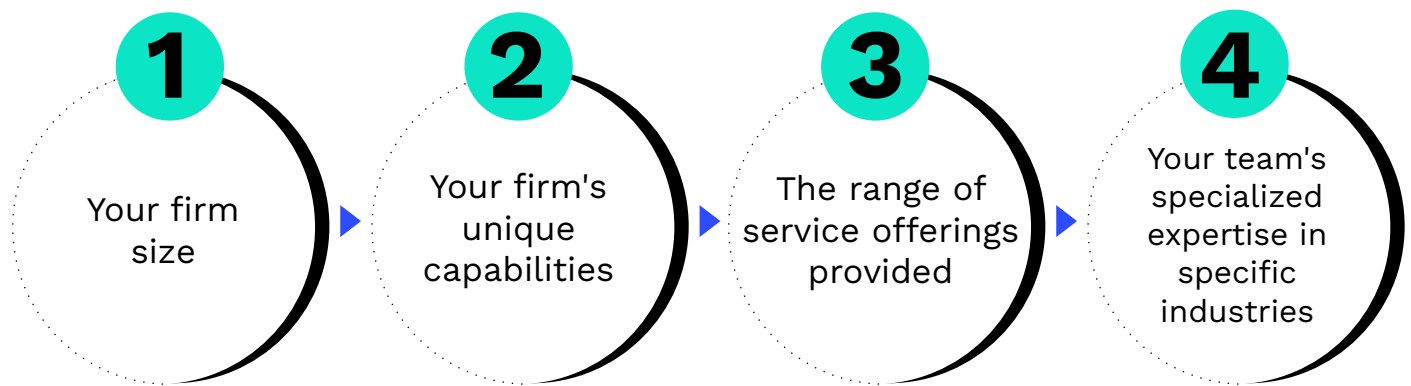 1
Your firm
size
2
Your firm's
unique
capabilities
3
The range of
service offerings
provided
4
Your team's
specialized
expertise in
specific
industries